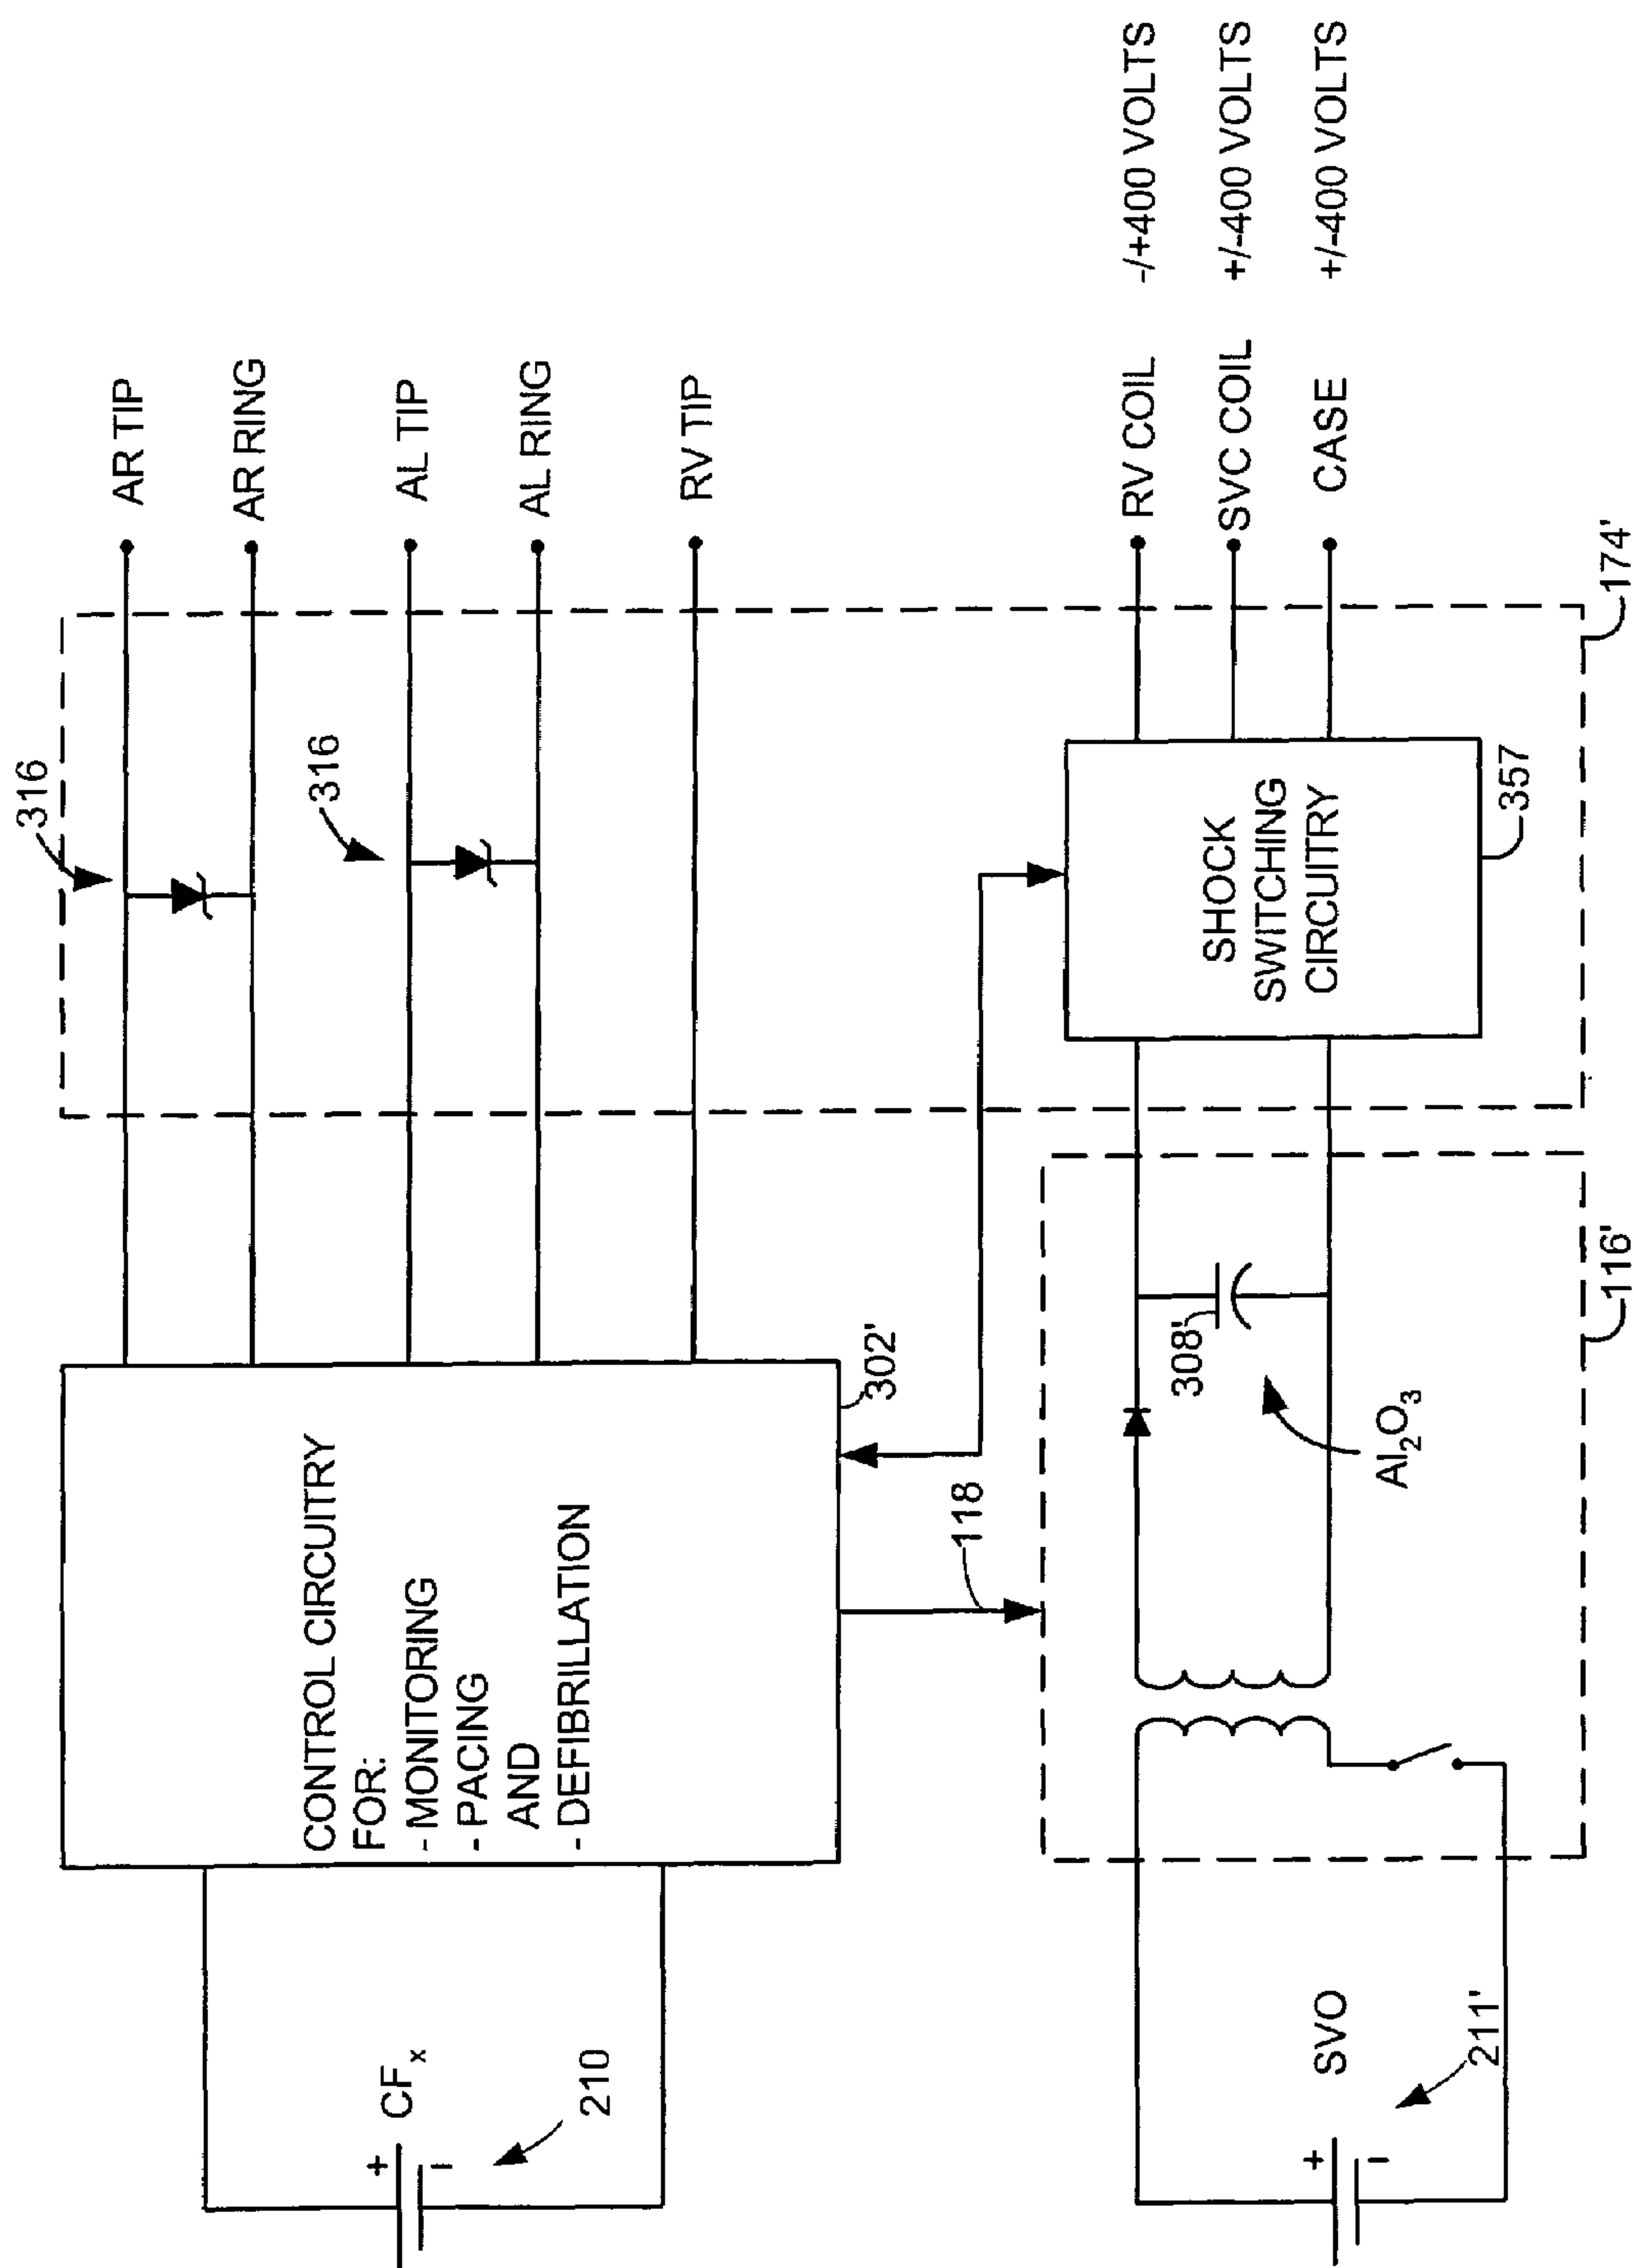 CONTROL CIRCUITRY
FOR:
- MONITORING
- PACING
AND
- DEFIBRILLATION
302'
CFx
+
–
210
316
316
AR TIP
AR RING
AL TIP
AL RING
RV TIP
118
SVO
+
–
211'
308'
Al2O3
116'
SHOCK
SWITCHING
CIRCUITRY
357
174'
RV COIL -/+400 VOLTS
SVC COIL +/-400 VOLTS
CASE +/-400 VOLTS